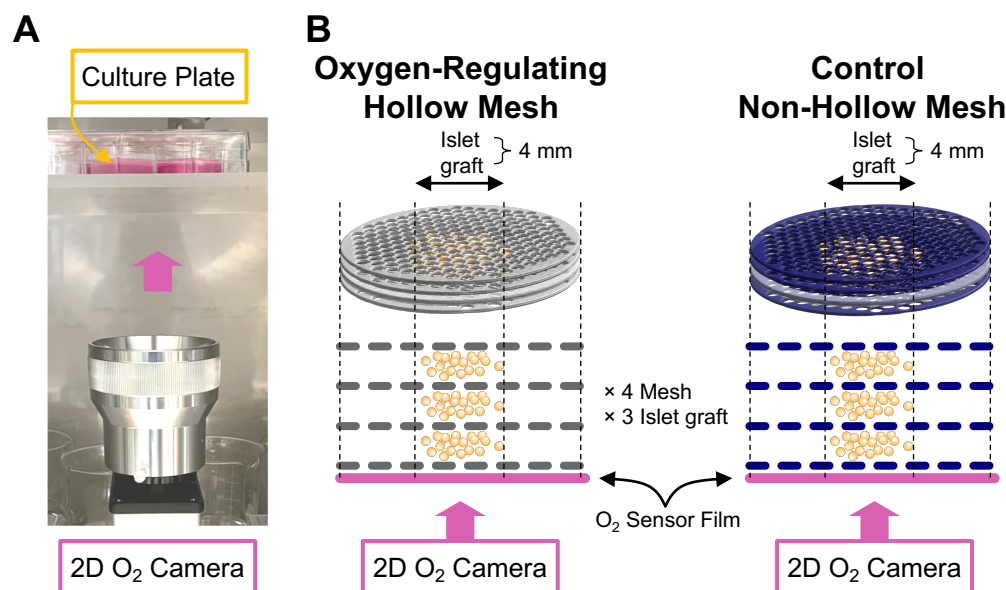 A
Culture Plate
2D O₂ Camera
B
Oxygen-Regulating
Hollow Mesh
Islet
graft
4 mm
× 4 Mesh
× 3 Islet graft
O₂ Sensor Film
2D O₂ Camera
Control
Non-Hollow Mesh
Islet
graft
4 mm
2D O₂ Camera